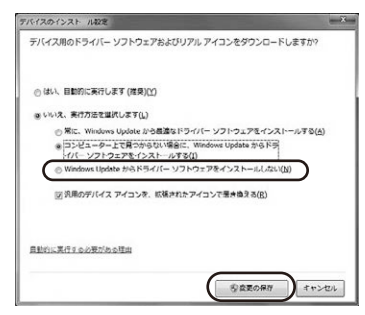 デバイスのインストール設定
デバイス用のドライバー ソフトウェアおよびリアル アイコンをダウンロードしますか?
はい、自動的に実行します (推奨)(Y)
いいえ、実行方法を選択します(L)
常に、Windows Update から最適なドライバー ソフトウェアをインストールする(A)
コンピューター上で見つからない場合に、Windows Update からドラ
イバー ソフトウェアをインストールする(I)
Windows Update からドライバー ソフトウェアをインストールしない(N)
汎用のデバイス アイコンを、拡張されたアイコンで置き換える(R)
自動的に実行する必要がある理由
変更の保存
キャンセル